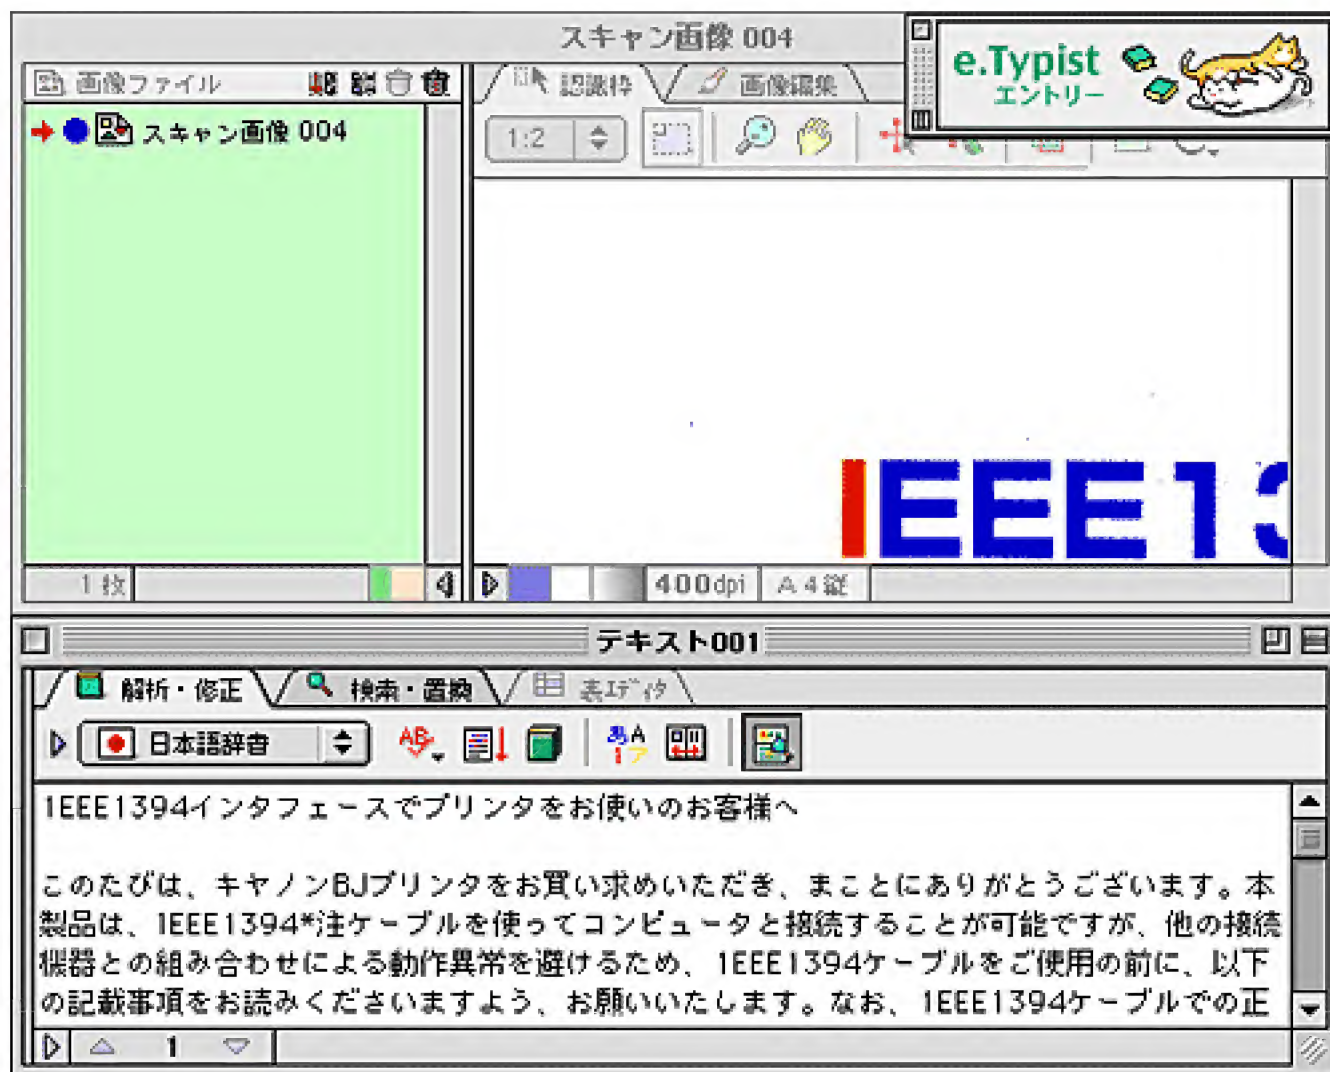 スキャン画像 004
e.Typist
エントリー
画像ファイル
認識枠
画像編集
スキャン画像 004
1:2
IEEE13
1 枚
400dpi
A4縦
テキスト001
解析・修正
検索・置換
表ｴﾃﾞｨﾀ
日本語辞書
1EEE1394インタフェースでプリンタをお使いのお客様へ
このたびは、キヤノンBJプリンタをお買い求めいただき、まことにありがとうございます。本
製品は、1EEE1394*注ケーブルを使ってコンピュータと接続することが可能ですが、他の接続
機器との組み合わせによる動作異常を避けるため、1EEE1394ケーブルをご使用の前に、以下
の記載事項をお読みくださいますよう、お願いいたします。なお、1EEE1394ケーブルでの正
1